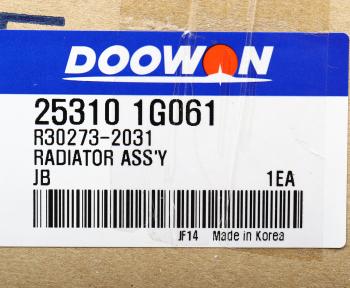 DOOWON
25310 1G061
R30273-2031
RADIATOR ASS'Y
JB 1EA
JF14 Made in Korea